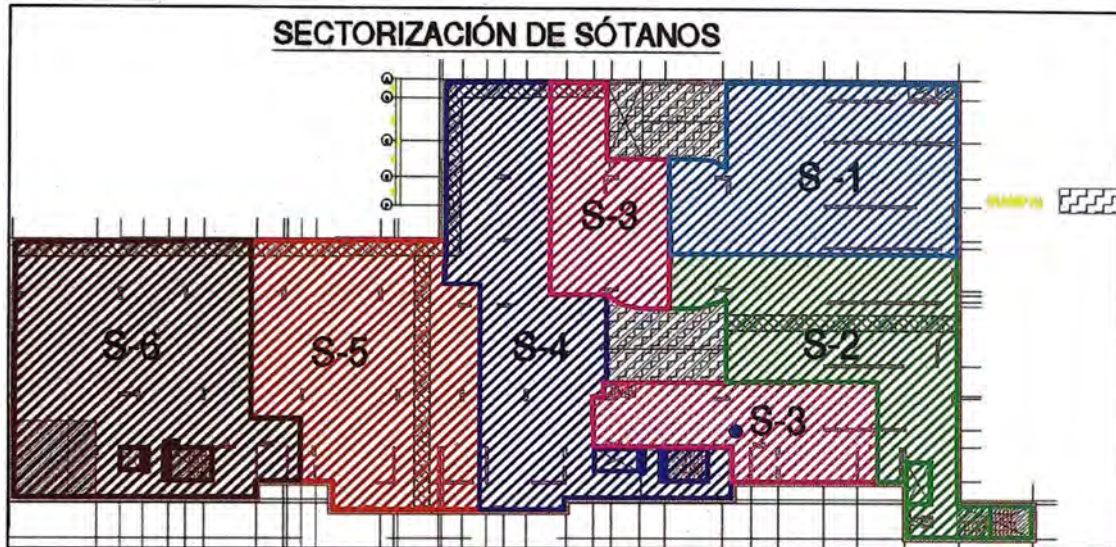 SECTORIZACIÓN DE SÓTANOS
S-1
S-3
S-6
S-5
S-4
S-2
S-3